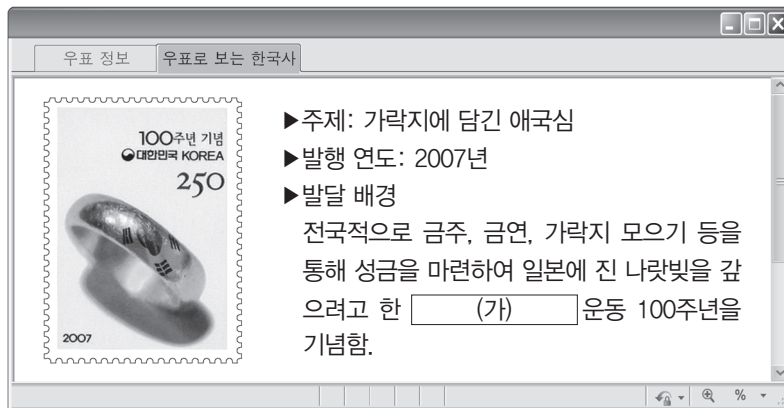 우표 정보
우표로 보는 한국사
100주년 기념
대한민국 KOREA
250
2007
▶주제: 가락지에 담긴 애국심
▶발행 연도: 2007년
▶발달 배경
전국적으로 금주, 금연, 가락지 모으기 등을
통해 성금을 마련하여 일본에 진 나랏빚을 갚
으려고 한 (가) 운동 100주년을
기념함.
%